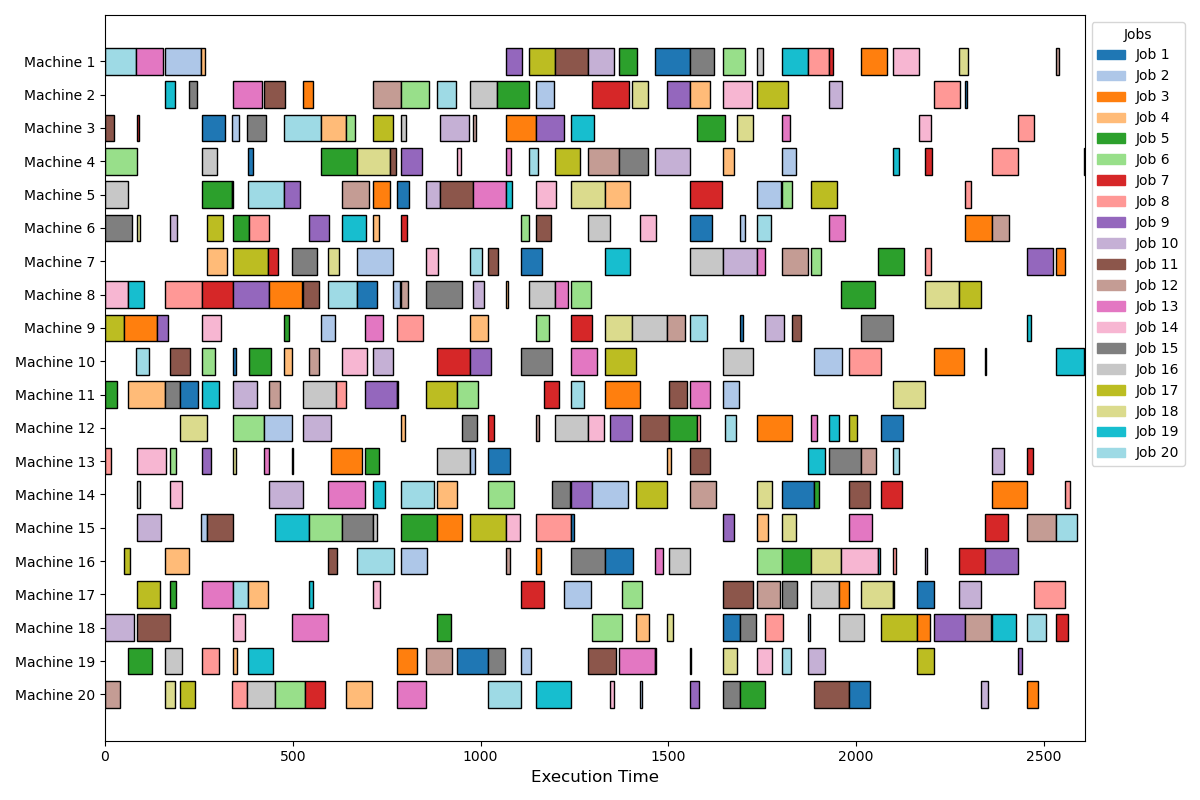 Machine 1
Machine 2
Machine 3
Machine 4
Machine 5
Machine 6
Machine 7
Machine 8
Machine 9
Machine 10
Machine 11
Machine 12
Machine 13
Machine 14
Machine 15
Machine 16
Machine 17
Machine 18
Machine 19
Machine 20
0 500 1000 1500 2000 2500
Execution Time
Jobs
Job 1
Job 2
Job 3
Job 4
Job 5
Job 6
Job 7
Job 8
Job 9
Job 10
Job 11
Job 12
Job 13
Job 14
Job 15
Job 16
Job 17
Job 18
Job 19
Job 20